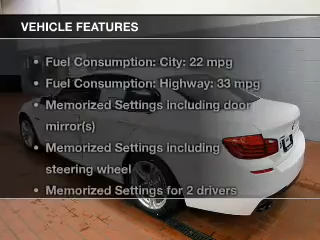 VEHICLE FEATURES
• Fuel Consumption: City: 22 mpg
• Fuel Consumption: Highway: 33 mpg
• Memorized Settings including door
mirror(s)
• Memorized Settings including
steering wheel
• Memorized Settings for 2 drivers